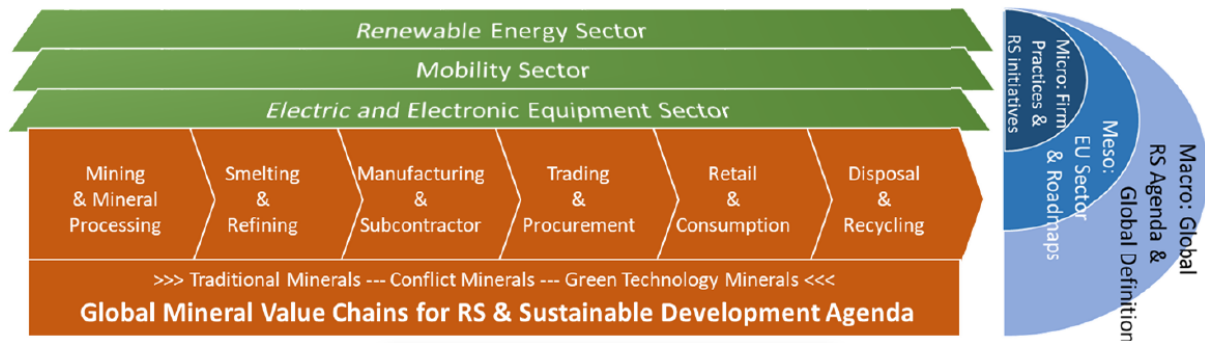 Renewable Energy Sector
Mobility Sector
Electric and Electronic Equipment Sector
Mining
& Mineral
Processing
Smelting
&
Refining
Manufacturing
&
Subcontractor
Trading
&
Procurement
Retail
&
Consumption
Disposal
&
Recycling
>>> Traditional Minerals --- Conflict Minerals --- Green Technology Minerals <<<
Global Mineral Value Chains for RS & Sustainable Development Agenda
Micro: Firm
Practices &
RS initiatives
Meso:
EU Sector
& Roadmaps
Macro: Global
RS Agenda &
Global Definition